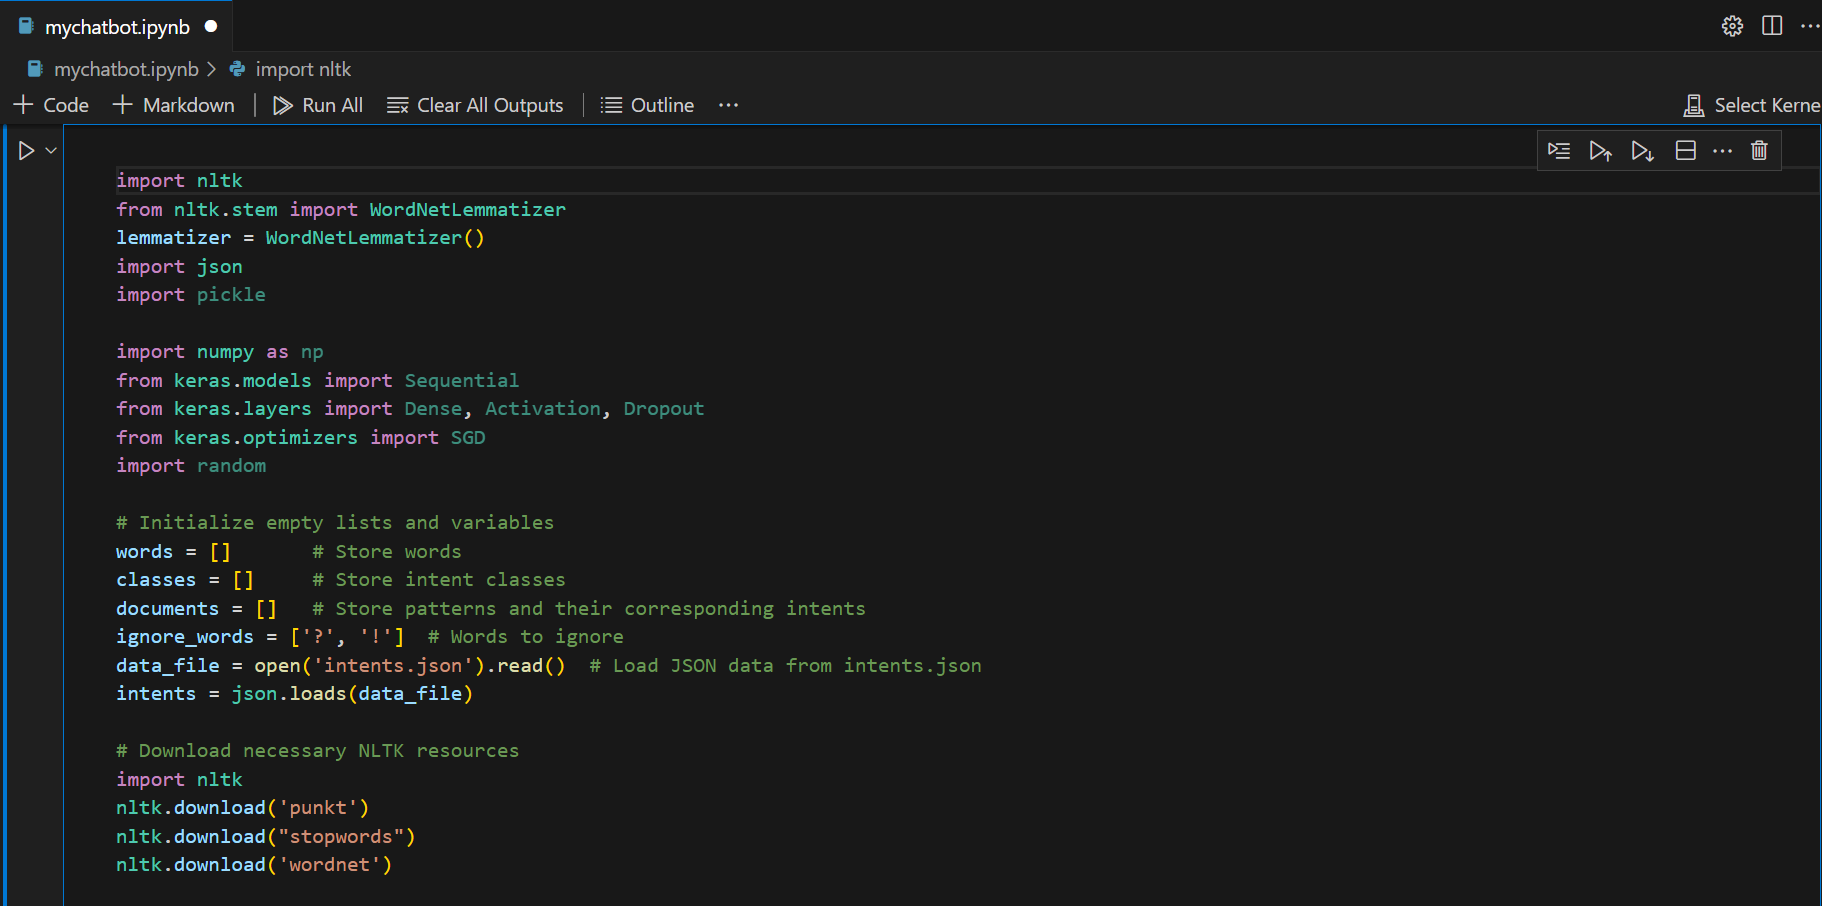 mychatbot.ipynb
mychatbot.ipynb > import nltk
Code Markdown Run All Clear All Outputs Outline ... Select Kerne
import nltk
from nltk.stem import WordNetLemmatizer
lemmatizer = WordNetLemmatizer()
import json
import pickle
import numpy as np
from keras.models import Sequential
from keras.layers import Dense, Activation, Dropout
from keras.optimizers import SGD
import random
# Initialize empty lists and variables
words = []       # Store words
classes = []     # Store intent classes
documents = []   # Store patterns and their corresponding intents
ignore_words = ['?', '!']  # Words to ignore
data_file = open('intents.json').read()  # Load JSON data from intents.json
intents = json.loads(data_file)
# Download necessary NLTK resources
import nltk
nltk.download('punkt')
nltk.download("stopwords")
nltk.download('wordnet')